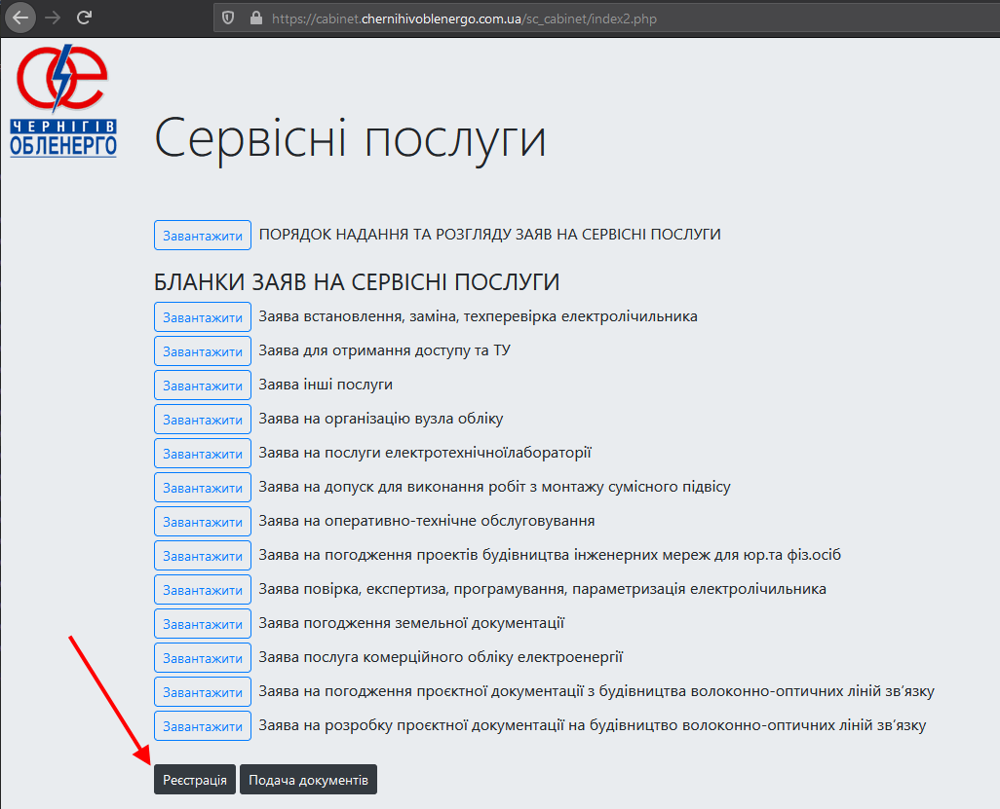 https://cabinet.chernihivoblenergo.com.ua/sc_cabinet/index2.php
ЧЕРНІГІВ
ОБЛЕНЕРГО
Сервісні послуги
Завантажити ПОРЯДОК НАДАННЯ ТА РОЗГЛЯДУ ЗАЯВ НА СЕРВІСНІ ПОСЛУГИ
БЛАНКИ ЗАЯВ НА СЕРВІСНІ ПОСЛУГИ
Завантажити Заява встановлення, заміна, техперевірка електролічильника
Завантажити Заява для отримання доступу та ТУ
Завантажити Заява інші послуги
Завантажити Заява на організацію вузла обліку
Завантажити Заява на послуги електротехнічноїлабораторії
Завантажити Заява на допуск для виконання робіт з монтажу сумісного підвісу
Завантажити Заява на оперативно-технічне обслуговування
Завантажити Заява на погодження проектів будівництва інженерних мереж для юр.та фіз.осіб
Завантажити Заява повірка, експертиза, програмування, параметризація електролічильника
Завантажити Заява погодження земельної документації
Завантажити Заява послуга комерційного обліку електроенергії
Завантажити Заява на погодження проєктної документації з будівництва волоконно-оптичних ліній зв’язку
Завантажити Заява на розробку проєктної документації на будівництво волоконно-оптичних ліній зв’язку
Реєстрація Подача документів